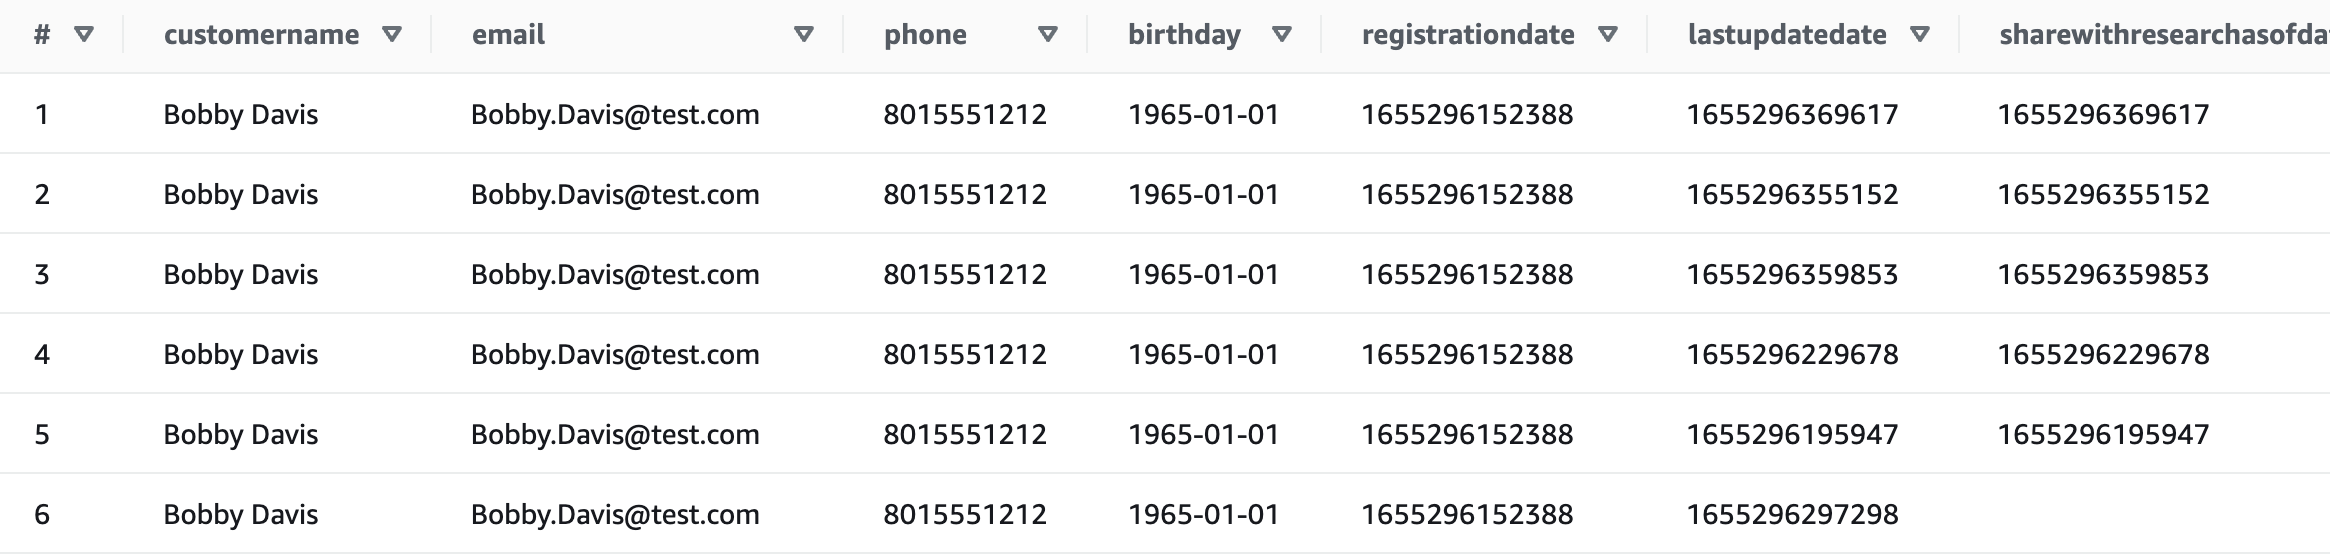 # customername email phone birthday registrationdate lastupdatedate sharewithresearchasofda
1 Bobby Davis Bobby.Davis@test.com 8015551212 1965-01-01 1655296152388 1655296369617 1655296369617
2 Bobby Davis Bobby.Davis@test.com 8015551212 1965-01-01 1655296152388 1655296355152 1655296355152
3 Bobby Davis Bobby.Davis@test.com 8015551212 1965-01-01 1655296152388 1655296359853 1655296359853
4 Bobby Davis Bobby.Davis@test.com 8015551212 1965-01-01 1655296152388 1655296229678 1655296229678
5 Bobby Davis Bobby.Davis@test.com 8015551212 1965-01-01 1655296152388 1655296195947 1655296195947
6 Bobby Davis Bobby.Davis@test.com 8015551212 1965-01-01 1655296152388 1655296297298